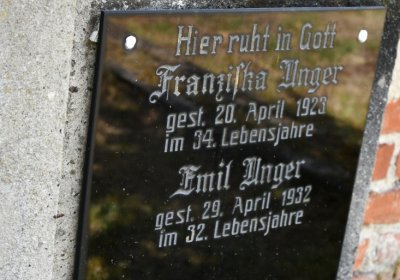 Hier ruht in Gott
Franziſka Unger
gest. 20. April 1923
im 34. Lebensjahre
Emil Unger
gest. 29. April 1932
im 32. Lebensjahre